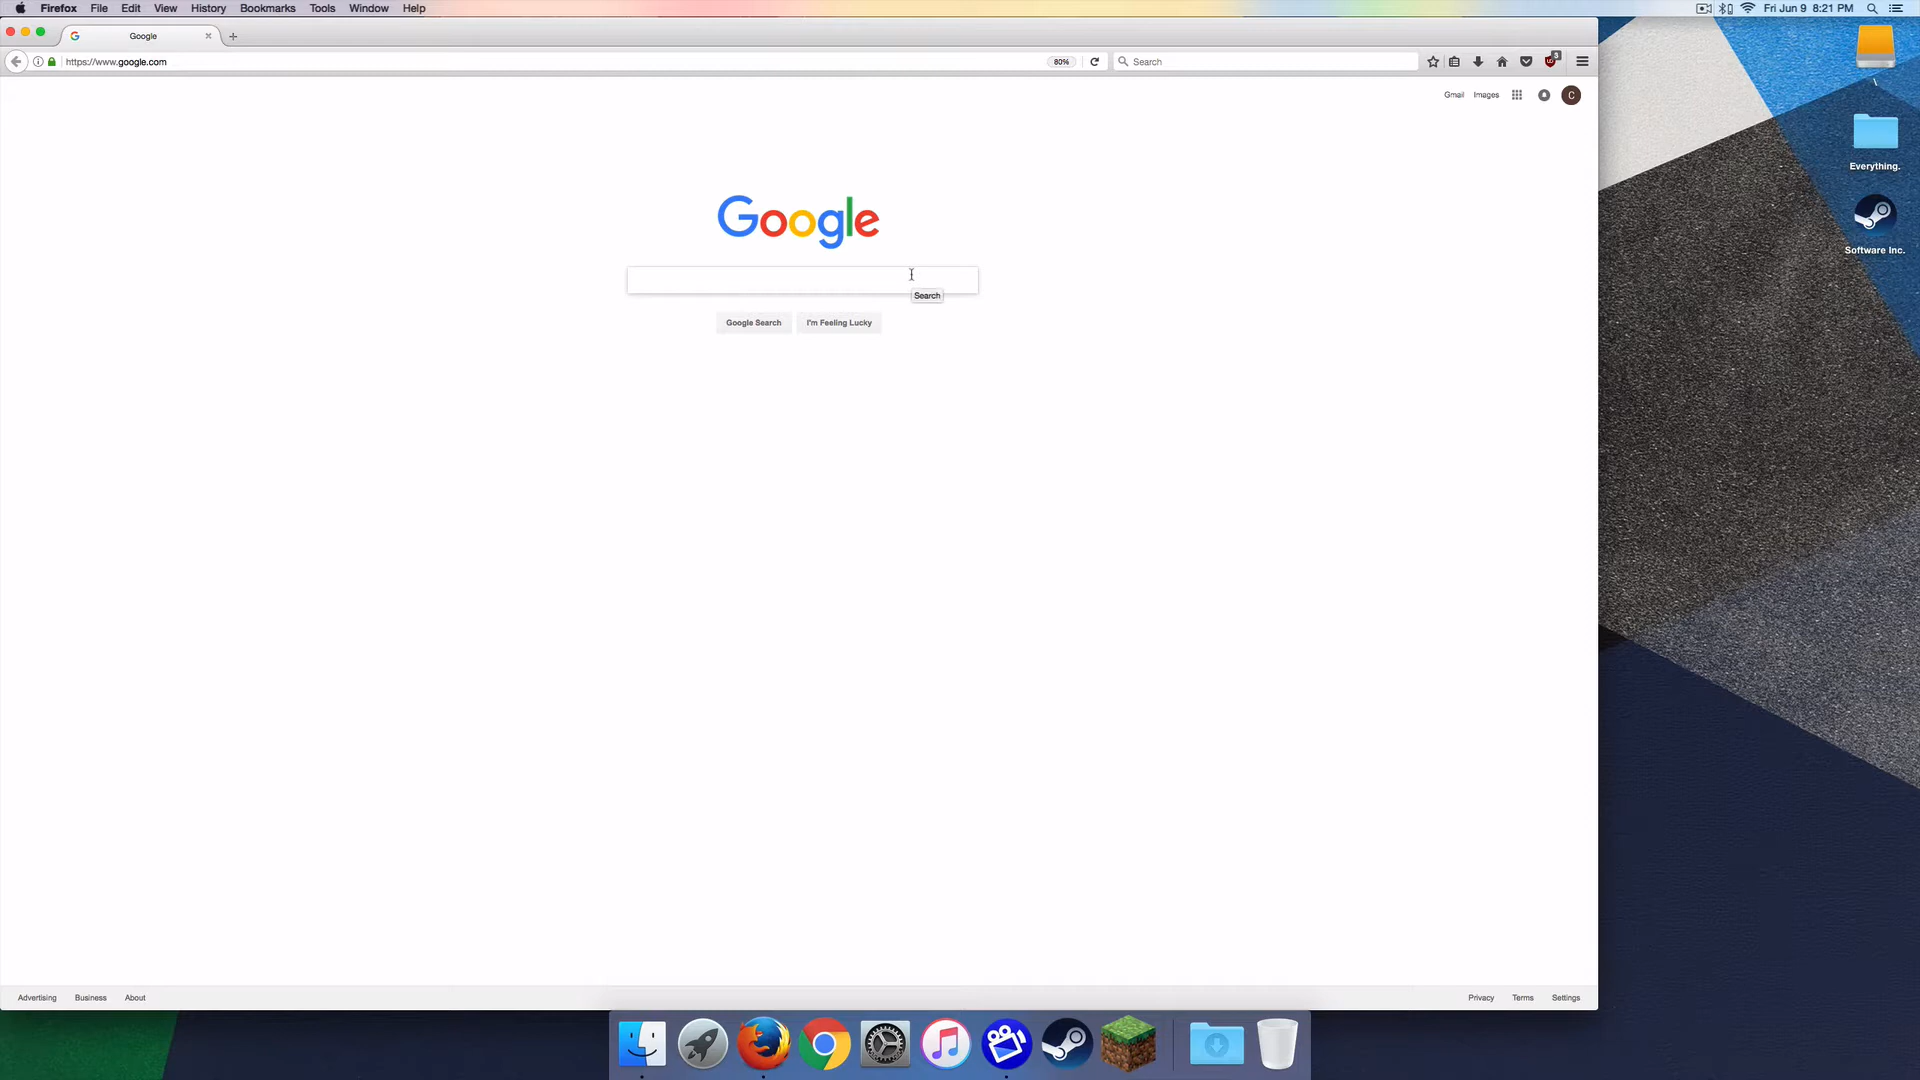 Firefox File Edit View History Bookmarks Tools Window Help
Fri Jun 9 8:21 PM
Google
https://www.google.com
80%
Search
3
Gmail Images
C
Google
Search
Google Search I'm Feeling Lucky
\
Everything.
Software Inc.
Advertising Business About
Privacy Terms Settings